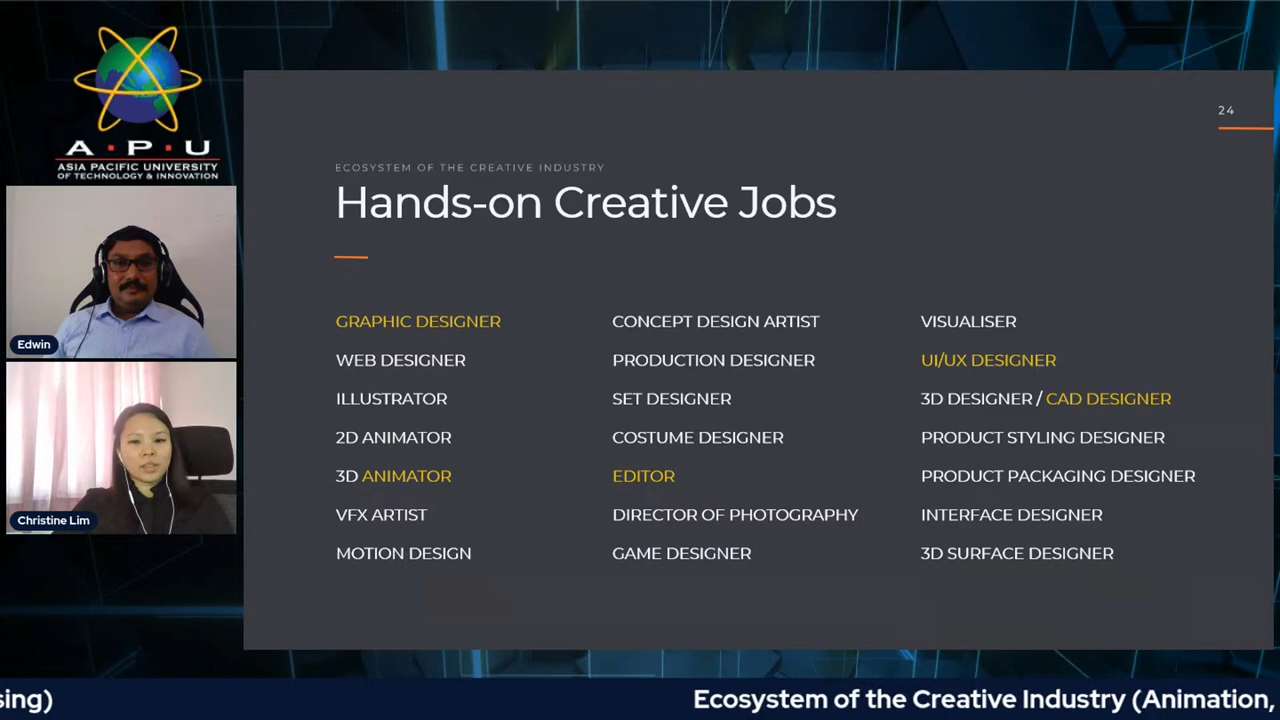 A·P·U
ASIA PACIFIC UNIVERSITY
OF TECHNOLOGY & INNOVATION
Edwin
Christine Lim
24
ECOSYSTEM OF THE CREATIVE INDUSTRY
Hands-on Creative Jobs
GRAPHIC DESIGNER
WEB DESIGNER
ILLUSTRATOR
2D ANIMATOR
3D ANIMATOR
VFX ARTIST
MOTION DESIGN
CONCEPT DESIGN ARTIST
PRODUCTION DESIGNER
SET DESIGNER
COSTUME DESIGNER
EDITOR
DIRECTOR OF PHOTOGRAPHY
GAME DESIGNER
VISUALISER
UI/UX DESIGNER
3D DESIGNER / CAD DESIGNER
PRODUCT STYLING DESIGNER
PRODUCT PACKAGING DESIGNER
INTERFACE DESIGNER
3D SURFACE DESIGNER
sing) Ecosystem of the Creative Industry (Animation,